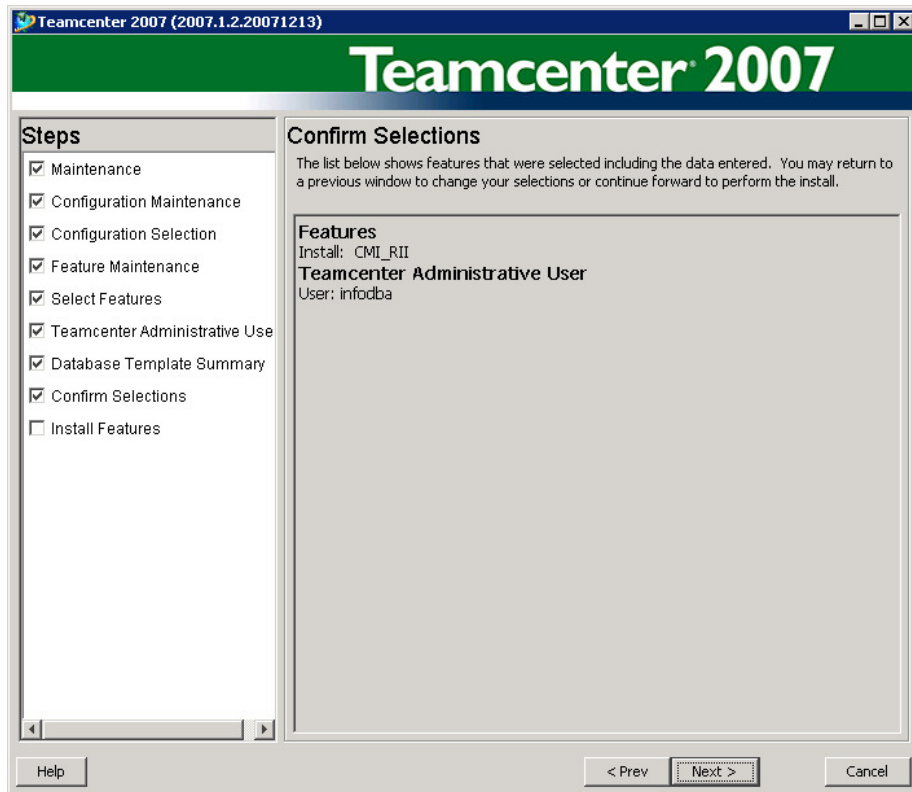 Teamcenter 2007 (2007.1.2.20071213)
Teamcenter 2007
Steps
Maintenance
Configuration Maintenance
Configuration Selection
Feature Maintenance
Select Features
Teamcenter Administrative Use
Database Template Summary
Confirm Selections
Install Features
Confirm Selections
The list below shows features that were selected including the data entered. You may return to
a previous window to change your selections or continue forward to perform the install.
Features
Install: CMI_RII
Teamcenter Administrative User
User: infodba
Help
< Prev
Next >
Cancel